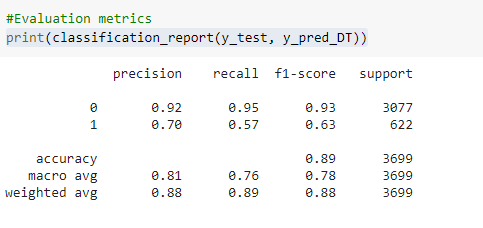 #Evaluation metrics
print(classification_report(y_test, y_pred_DT))
precision recall f1-score support
0 0.92 0.95 0.93 3077
1 0.70 0.57 0.63 622
accuracy 0.89 3699
macro avg 0.81 0.76 0.78 3699
weighted avg 0.88 0.89 0.88 3699